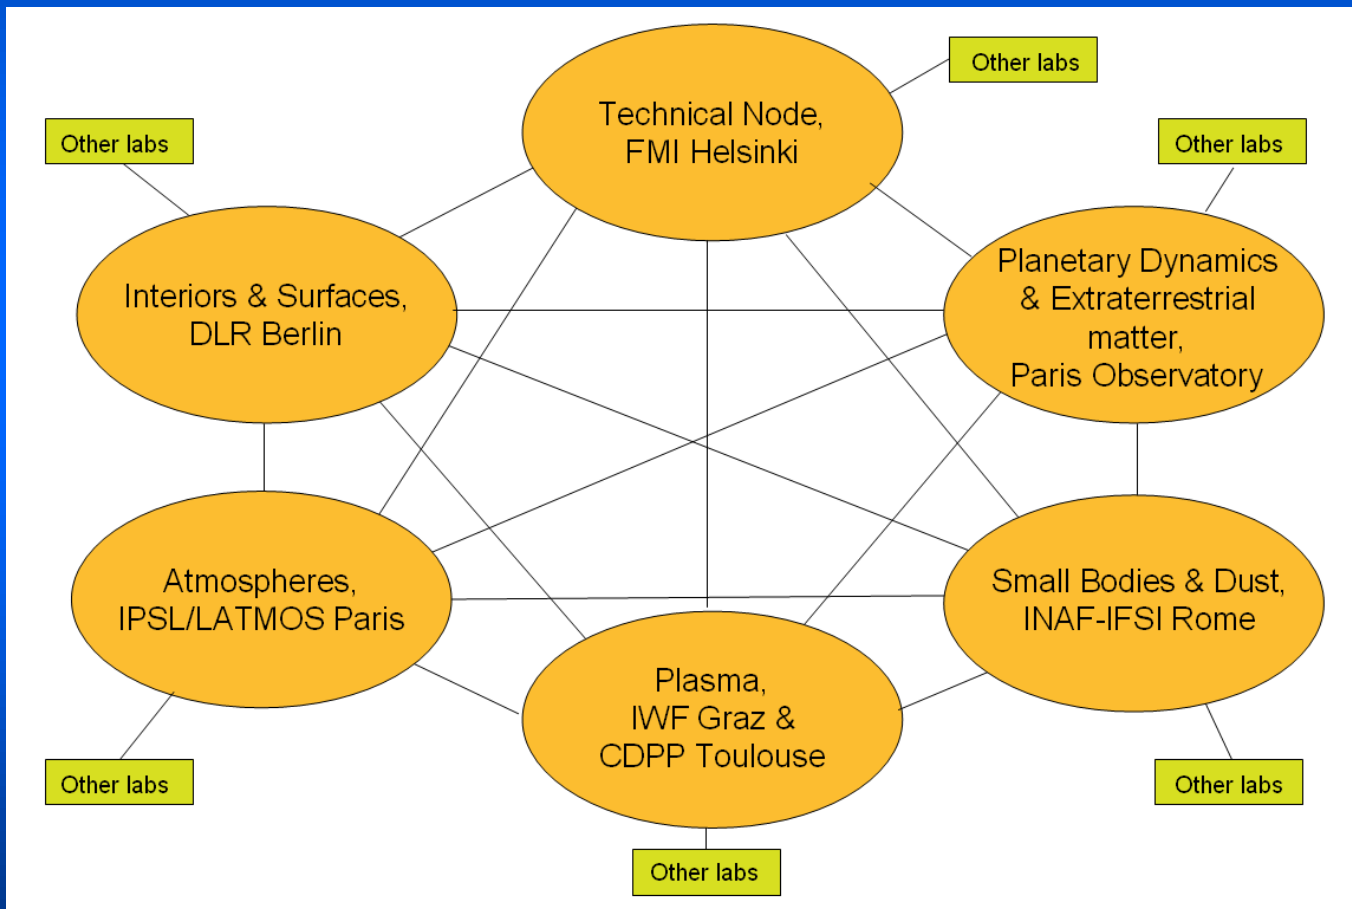 Other labs
Technical Node,
FMI Helsinki
Other labs
Other labs
Interiors & Surfaces,
DLR Berlin
Planetary Dynamics
& Extraterrestrial
matter,
Paris Observatory
Atmospheres,
IPSL/LATMOS Paris
Small Bodies & Dust,
INAF-IFSI Rome
Plasma,
IWF Graz &
CDPP Toulouse
Other labs
Other labs
Other labs